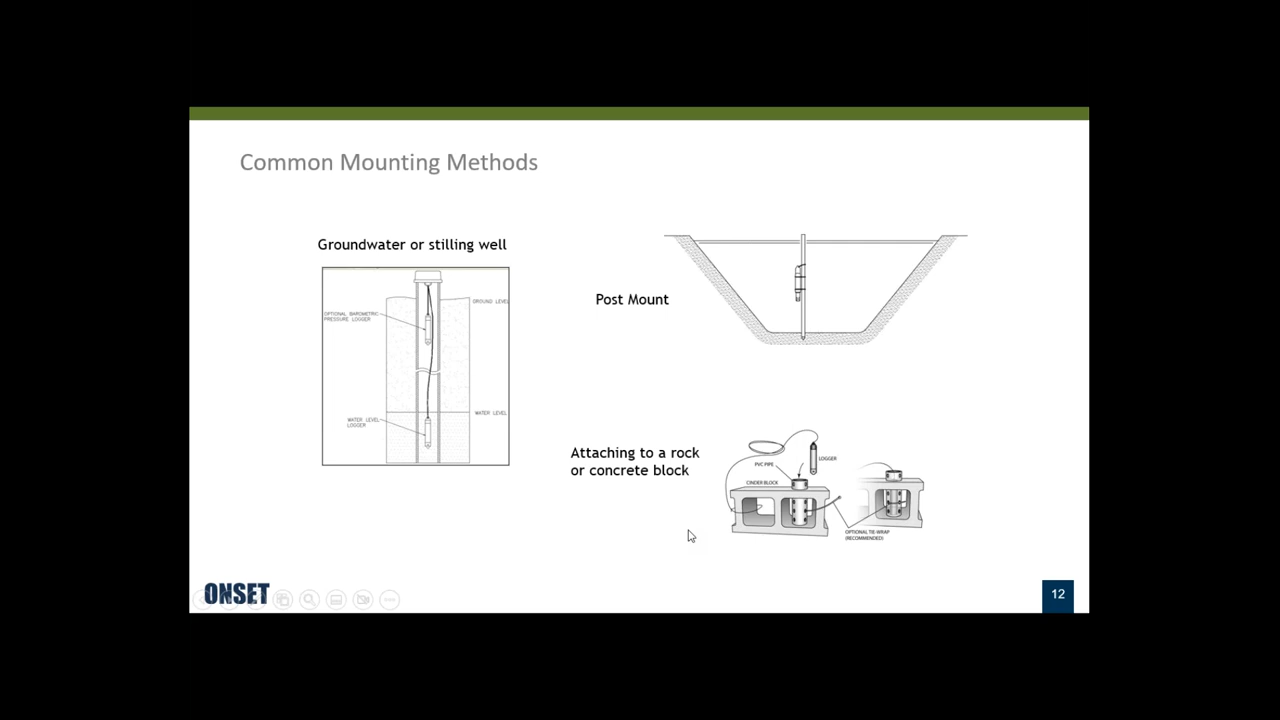 Common Mounting Methods
Groundwater or stilling well
GROUND LEVEL
OPTIONAL BAROMETRIC
PRESSURE LOGGER
WATER LEVEL
WATER LEVEL
LOGGER
Post Mount
Attaching to a rock
or concrete block
LOGGER
PVC PIPE
CINDER BLOCK
OPTIONAL TIE-WRAP
(RECOMMENDED)
ONSET
12